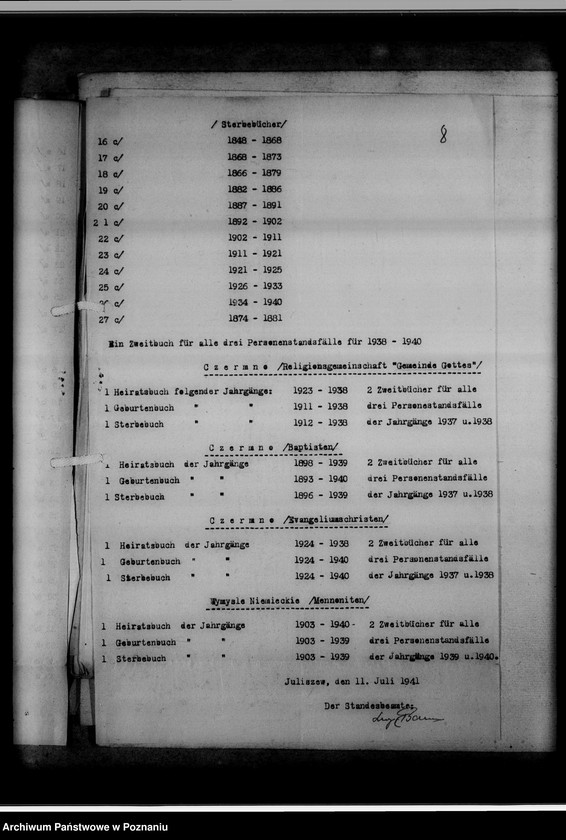 / Sterbebücher/
8
16 c/ 1848 - 1868
17 c/ 1868 - 1873
18 c/ 1866 - 1879
19 c/ 1882 - 1886
20 c/ 1887 - 1891
2 1 c/ 1892 - 1902
22 c/ 1902 - 1911
23 c/ 1911 - 1921
24 c/ 1921 - 1925
25 c/ 1926 - 1933
c/ 1934 - 1940
27 c/ 1874 - 1881
Ein Zweitbuch für alle drei Personenstandsfälle für 1938 - 1940
C z e r m n o /Religionsgemeinschaft "Gemeinde Gottes"/
1 Heiratsbuch folgender Jahrgänge: 1923 - 1938 2 Zweitbücher für alle
1 Geburtenbuch " " 1911 - 1938 drei Personenstandsfälle
1 Sterbebuch " " 1912 - 1938 der Jahrgänge 1937 u.1938
C z e r m n o /Baptisten/
1 Heiratsbuch der Jahrgänge 1898 - 1939 2 Zweitbücher für alle
1 Geburtenbuch " " 1893 - 1940 drei Personenstandsfälle
1 Sterbebuch " " 1896 - 1939 der Jahrgänge 1937 u.1938
C z e r m n o /Evangeliumschristen/
1 Heiratsbuch der Jahrgänge 1924 - 1938 2 Zweitbücher für alle
1 Geburtenbuch " " 1924 - 1940 drei Personenstandsfälle
1 Sterbebuch " " 1924 - 1940 der Jahrgänge 1937 u.1938
Wymysle Niemieckie /Mennoniten/
1 Heiratsbuch der Jahrgänge 1903 - 1940- 2 Zweitbücher für alle
1 Geburtenbuch " " 1903 - 1939 drei Personenstandsfälle
1 Sterbebuch " " 1903 - 1939 der Jahrgänge 1939 u.1940.
Juliszew, den 11. Juli 1941
Der Standesbeamte:
Archiwum Państwowe w Poznaniu